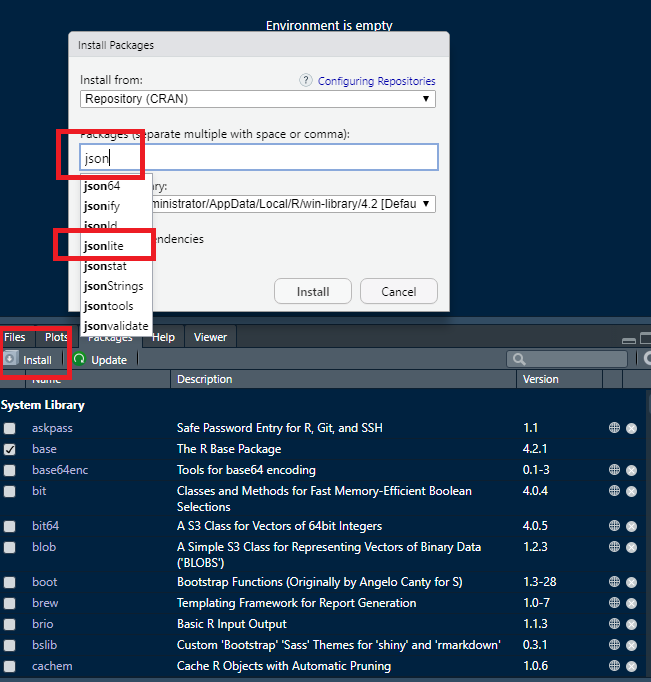 Environment is empty
Install Packages
Install from:
? Configuring Repositories
Repository (CRAN)
Packages (separate multiple with space or comma):
json
json64
jsonify
jsonld
jsonlite
jsonstat
jsonStrings
jsontools
jsonvalidate
rary:
ministrator/AppData/Local/R/win-library/4.2 [Defau
endencies
Install Cancel
Files Plots Packages Help Viewer
Install Update
Name Description Version
System Library
askpass Safe Password Entry for R, Git, and SSH 1.1
base The R Base Package 4.2.1
base64enc Tools for base64 encoding 0.1-3
bit Classes and Methods for Fast Memory-Efficient Boolean 4.0.4
Selections
bit64 A S3 Class for Vectors of 64bit Integers 4.0.5
blob A Simple S3 Class for Representing Vectors of Binary Data 1.2.3
('BLOBS')
boot Bootstrap Functions (Originally by Angelo Canty for S) 1.3-28
brew Templating Framework for Report Generation 1.0-7
brio Basic R Input Output 1.1.3
bslib Custom 'Bootstrap' 'Sass' Themes for 'shiny' and 'rmarkdown' 0.3.1
cachem Cache R Objects with Automatic Pruning 1.0.6